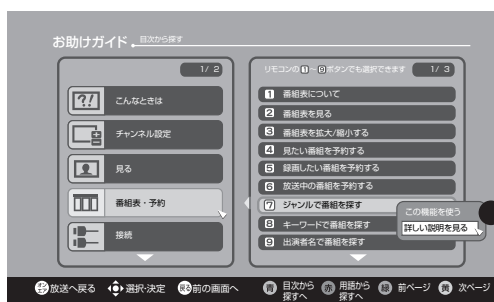 お助けガイド 目次から探す
1/ 2
?!
こんなときは
チャンネル設定
見る
番組表・予約
接続
リモコンの1~9ボタンでも選択できます 1/ 3
1 番組表について
2 番組表を見る
3 番組表を拡大/縮小する
4 見たい番組を予約する
5 録画したい番組を予約する
6 放送中の番組を予約する
7 ジャンルで番組を探す
8 キーワードで番組を探す
9 出演者名で番組を探す
この機能を使う
詳しい説明を見る
放送へ戻る 選択・決定 戻る 前の画面へ 青 目次から探すへ 赤 用語から探すへ 緑 前ページ 黄 次ページ